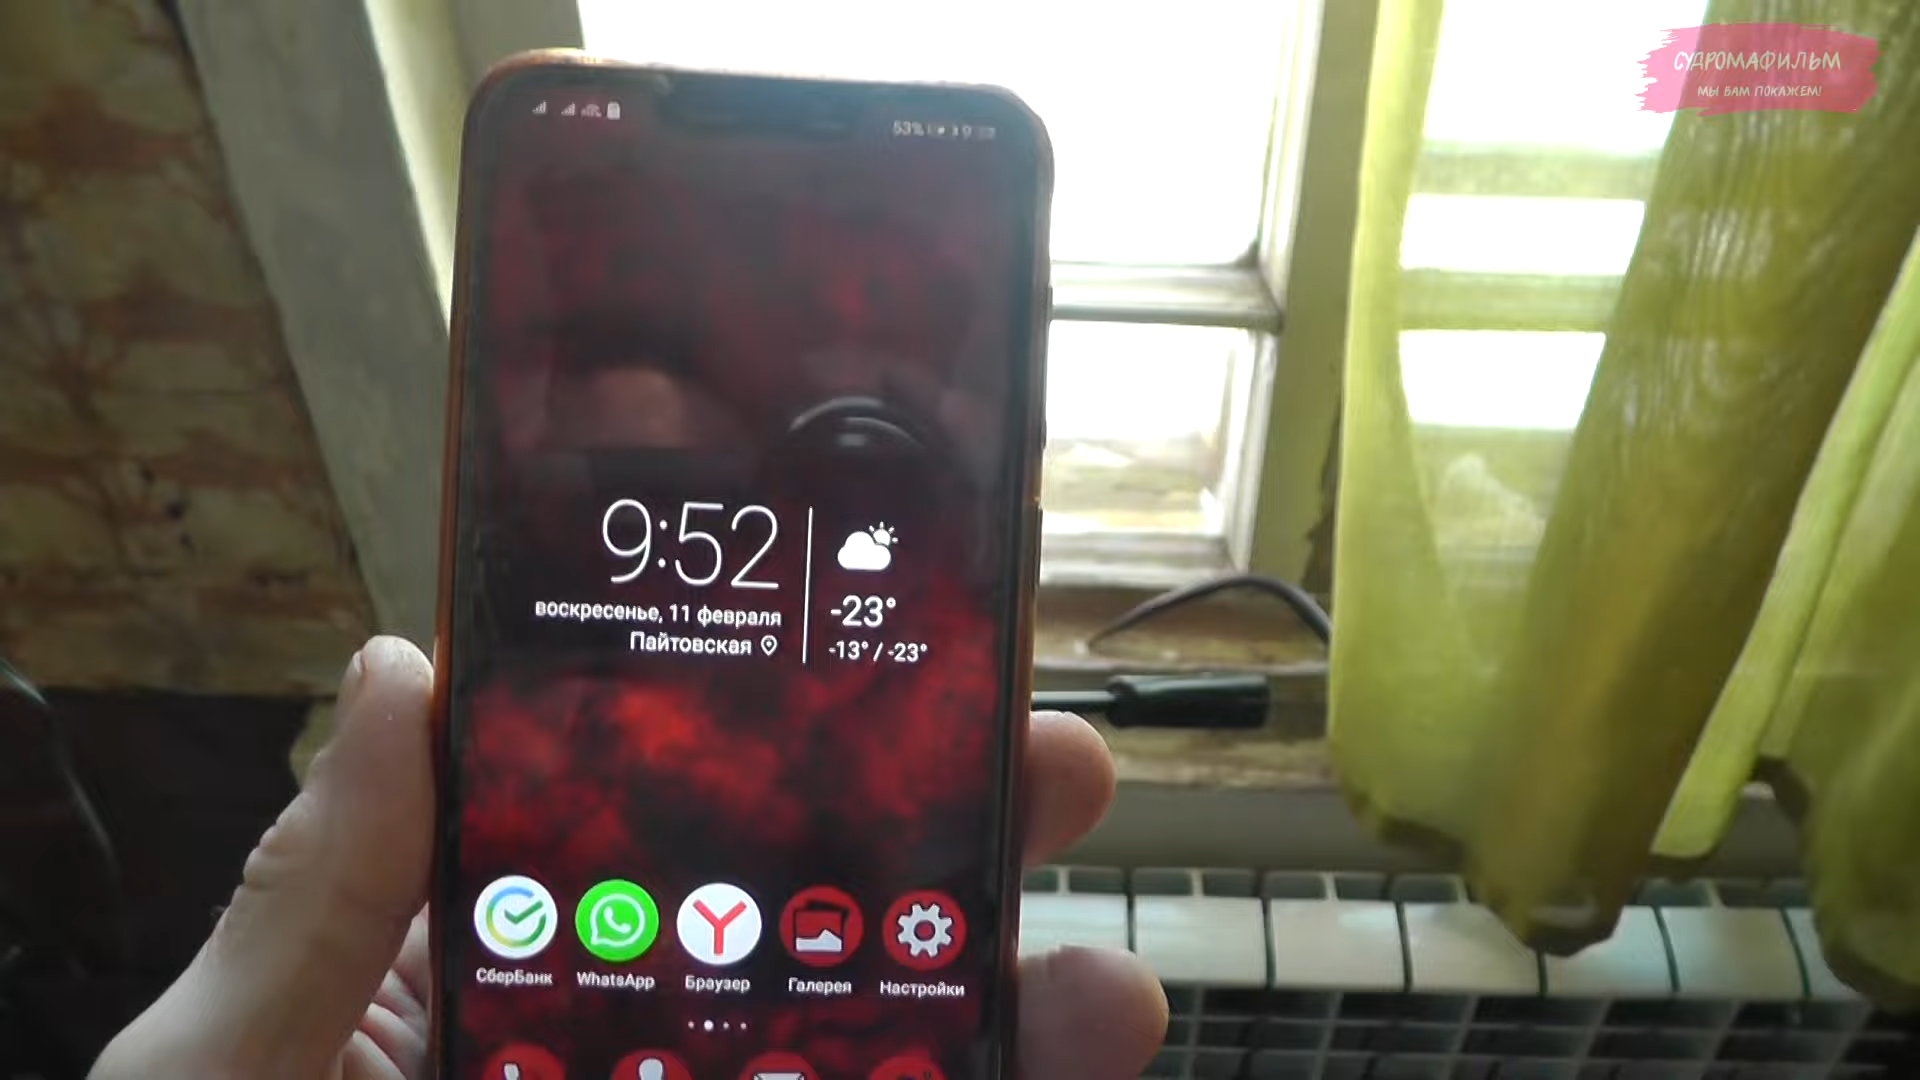 СУДРОМАФИЛЬМ
МЫ ВАМ ПОКАЖЕМ!
53%
9:52
воскресенье, 11 февраля
Пайтовская
-23°
-13° / -23°
СберБанк
WhatsApp
Браузер
Галерея
Настройки